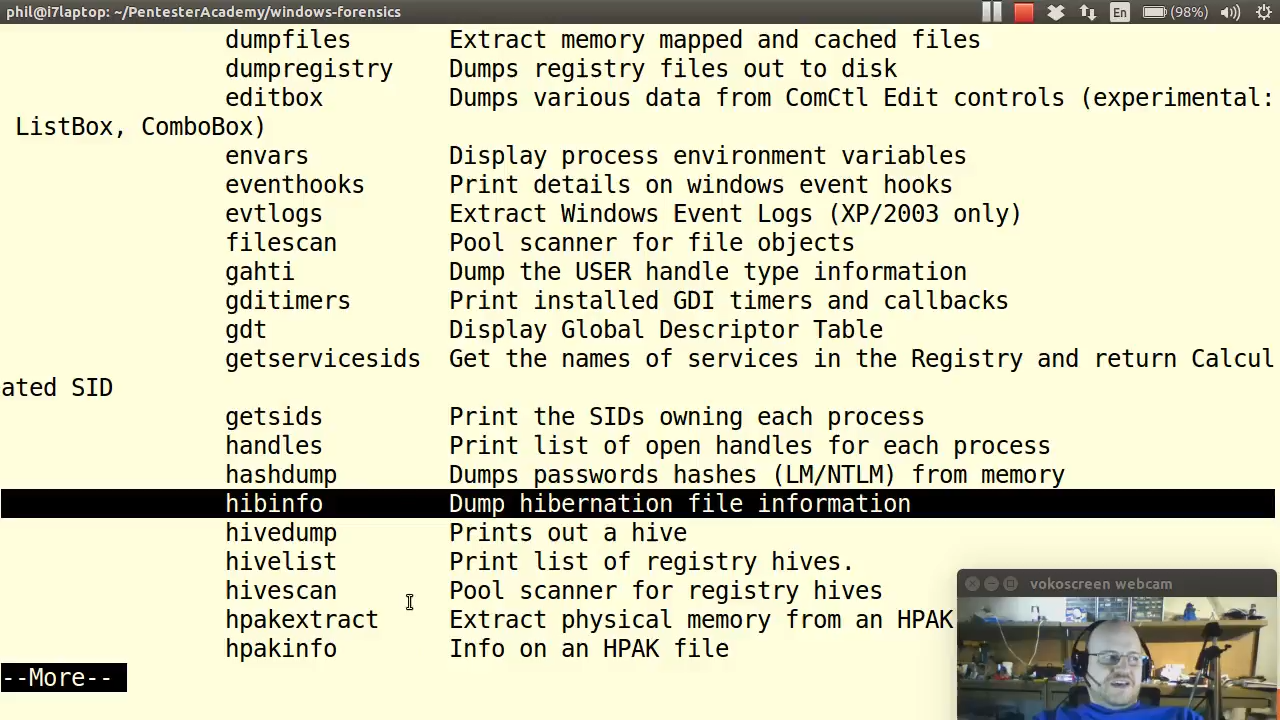 phil@i7laptop: ~/PentesterAcademy/windows-forensics En (98%)
dumpfiles Extract memory mapped and cached files
dumpregistry Dumps registry files out to disk
editbox Dumps various data from ComCtl Edit controls (experimental:
ListBox, ComboBox)
envars Display process environment variables
eventhooks Print details on windows event hooks
evtlogs Extract Windows Event Logs (XP/2003 only)
filescan Pool scanner for file objects
gahti Dump the USER handle type information
gditimers Print installed GDI timers and callbacks
gdt Display Global Descriptor Table
getservicesids Get the names of services in the Registry and return Calcul
ated SID
getsids Print the SIDs owning each process
handles Print list of open handles for each process
hashdump Dumps passwords hashes (LM/NTLM) from memory
hibinfo Dump hibernation file information
hivedump Prints out a hive
hivelist Print list of registry hives.
hivescan Pool scanner for registry hives
hpakextract Extract physical memory from an HPAK
hpakinfo Info on an HPAK file
--More--
vokoscreen webcam